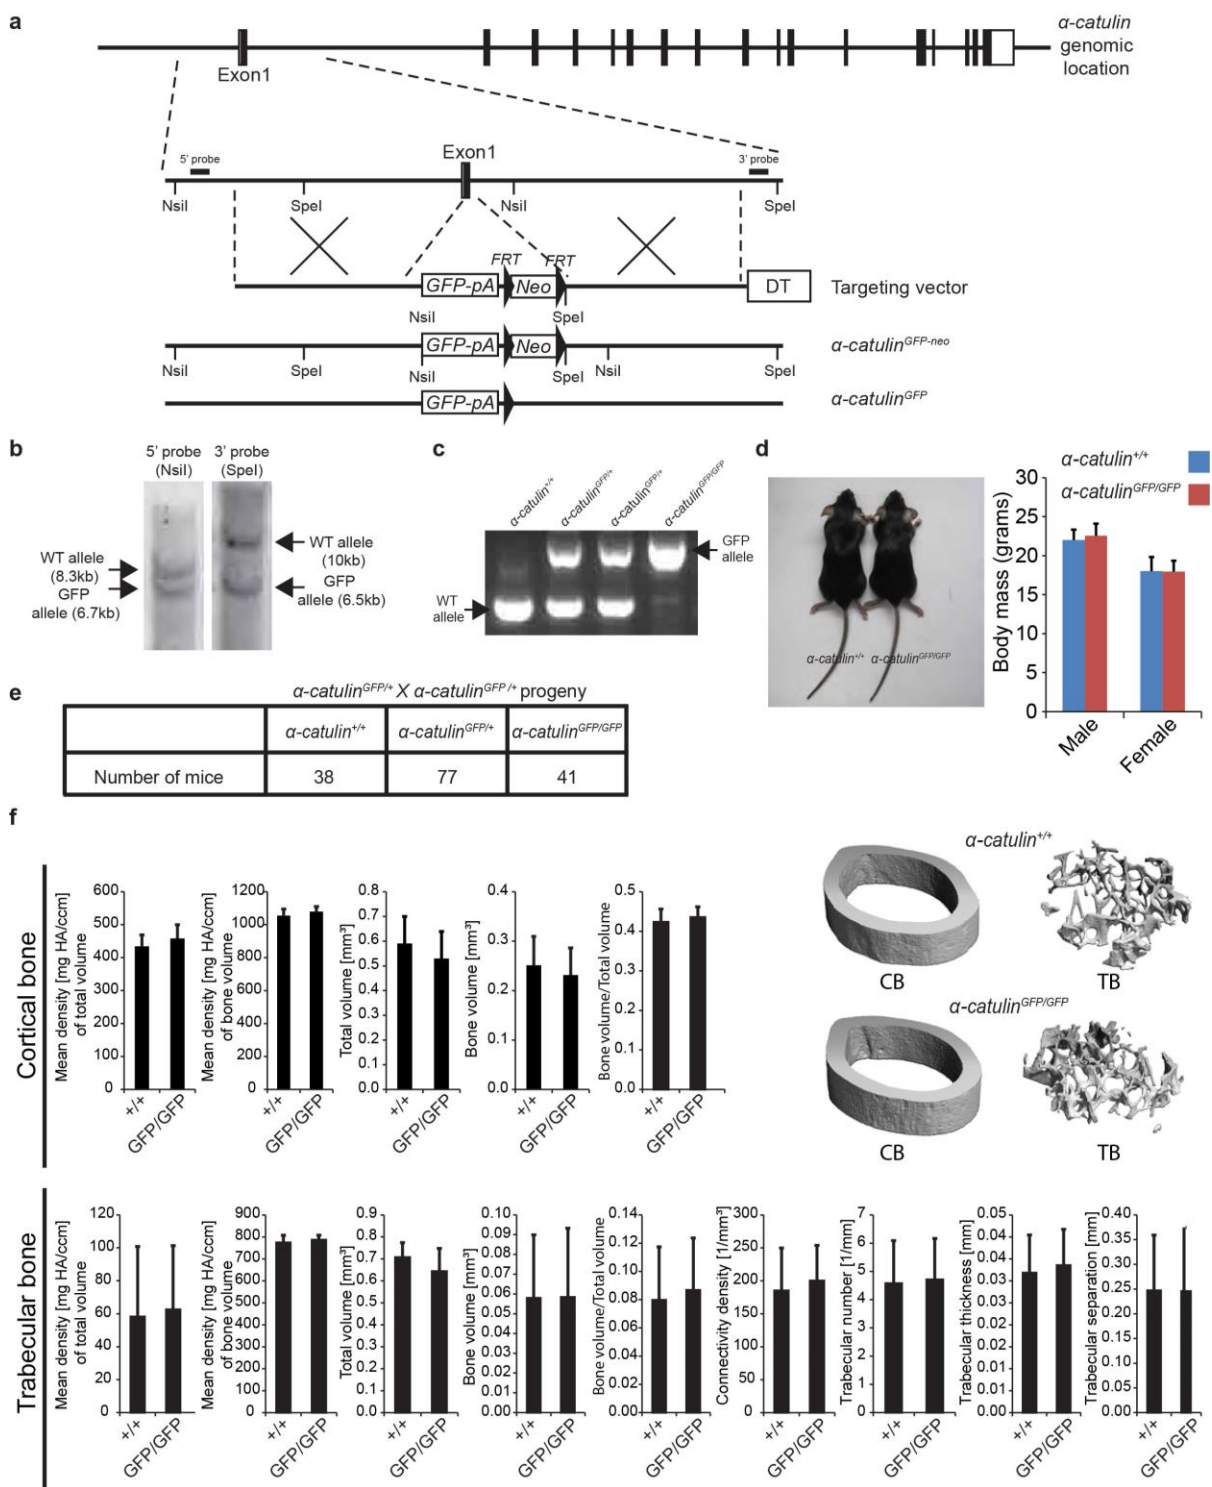 a
α-catulin
genomic
location
Exon1
Exon1
5' probe
3' probe
NsiI
SpeI
NsiI
SpeI
FRT
FRT
GFP-pA
Neo
DT
Targeting vector
NsiI
SpeI
GFP-pA
Neo
α-catulin^GFP-neo
NsiI
SpeI
NsiI
SpeI
NsiI
SpeI
GFP-pA
α-catulin^GFP
b
5' probe
(NsiI)
3' probe
(SpeI)
WT allele
(8.3kb)
GFP
allele (6.7kb)
WT allele
(10kb)
GFP
allele (6.5kb)
c
α-catulin+/+
α-catulinGFP/+
α-catulinGFP/+
α-catulinGFP/GFP
GFP
allele
WT
allele
d
α-catulin+/+
α-catulinGFP/GFP
α-catulin+/+
α-catulinGFP/GFP
Body mass (grams)
30
25
20
15
10
5
0
Male
Female
e
α-catulinGFP/+ X α-catulinGFP/+ progeny
α-catulin+/+ α-catulinGFP/+ α-catulinGFP/GFP
Number of mice 38 77 41
f
Cortical bone
Mean density [mg HA/ccm]
of total volume
600
500
400
300
200
100
0
+/+
GFP/GFP
Mean density [mg HA/ccm]
of bone volume
1200
1000
800
600
400
200
0
+/+
GFP/GFP
Total volume [mm³]
0.8
0.7
0.6
0.5
0.4
0.3
0.2
0.1
0.0
+/+
GFP/GFP
Bone volume [mm³]
0.4
0.3
0.2
0.1
0.0
+/+
GFP/GFP
Bone volume/Total volume
0.5
0.4
0.3
0.2
0.1
0.0
+/+
GFP/GFP
α-catulin+/+
CB
TB
α-catulinGFP/GFP
CB
TB
Trabecular bone
Mean density [mg HA/ccm]
of total volume
120
100
80
60
40
20
0
+/+
GFP/GFP
Mean density [mg HA/ccm]
of bone volume
900
800
700
600
500
400
300
200
100
0
+/+
GFP/GFP
Total volume [mm³]
0.9
0.8
0.7
0.6
0.5
0.4
0.3
0.2
0.1
0.0
+/+
GFP/GFP
Bone volume [mm³]
0.10
0.09
0.08
0.07
0.06
0.05
0.04
0.03
0.02
0.01
0.00
+/+
GFP/GFP
Bone volume/Total volume
0.14
0.12
0.10
0.08
0.06
0.04
0.02
0.00
+/+
GFP/GFP
Connectivity density [1/mm³]
300
250
200
150
100
50
0
+/+
GFP/GFP
Trabecular number [1/mm]
7
6
5
4
3
2
1
0
+/+
GFP/GFP
Trabecular thickness [mm]
0.05
0.04
0.04
0.03
0.03
0.02
0.02
0.01
0.01
0.00
+/+
GFP/GFP
Trabecular separation [mm]
0.40
0.35
0.30
0.25
0.20
0.15
0.10
0.05
0.00
+/+
GFP/GFP